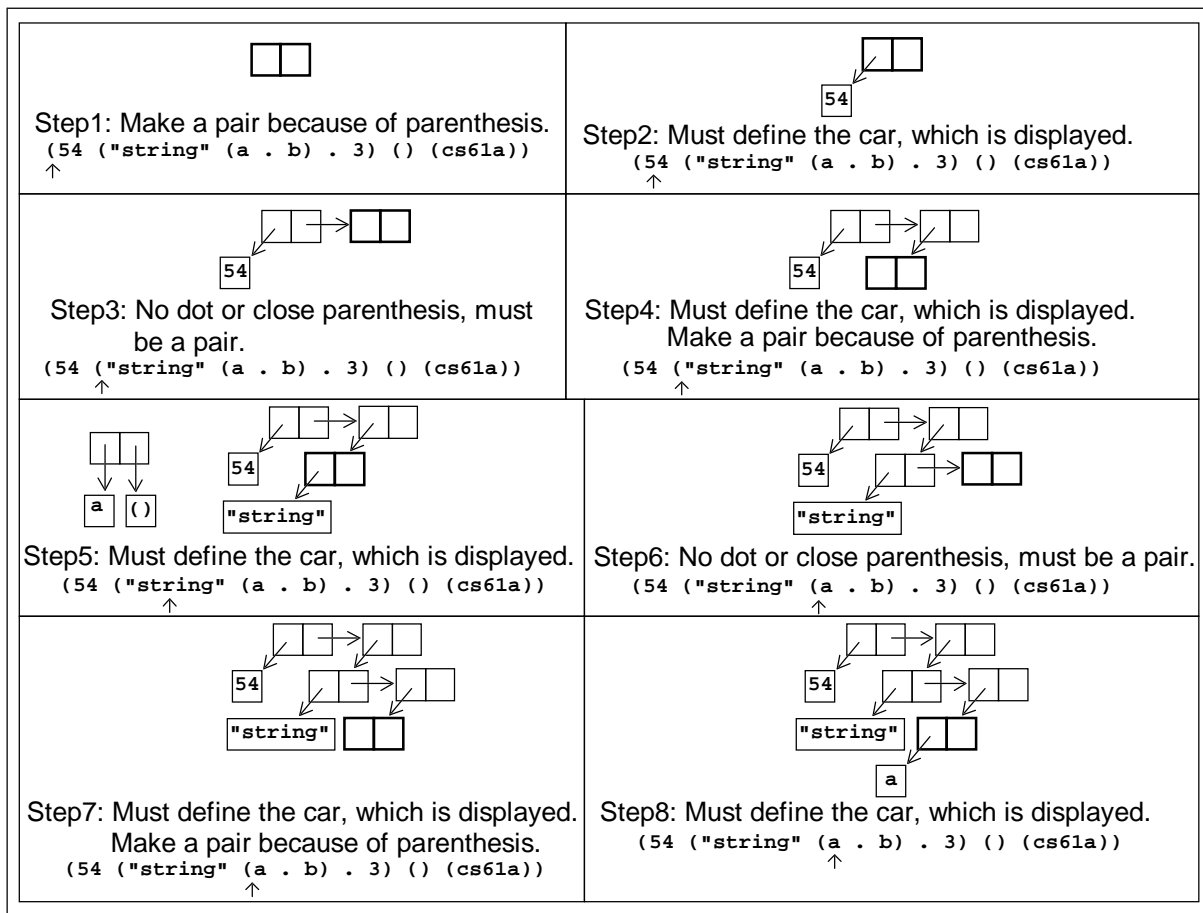 54
Step1: Make a pair because of parenthesis.
(54 ("string" (a . b) . 3) () (cs61a))
Step2: Must define the car, which is displayed.
(54 ("string" (a . b) . 3) () (cs61a))
54
Step3: No dot or close parenthesis, must
be a pair.
(54 ("string" (a . b) . 3) () (cs61a))
54
Step4: Must define the car, which is displayed.
Make a pair because of parenthesis.
(54 ("string" (a . b) . 3) () (cs61a))
54
a
()
"string"
Step5: Must define the car, which is displayed.
(54 ("string" (a . b) . 3) () (cs61a))
54
"string"
Step6: No dot or close parenthesis, must be a pair.
(54 ("string" (a . b) . 3) () (cs61a))
54
"string"
Step7: Must define the car, which is displayed.
Make a pair because of parenthesis.
(54 ("string" (a . b) . 3) () (cs61a))
54
"string"
a
Step8: Must define the car, which is displayed.
(54 ("string" (a . b) . 3) () (cs61a))